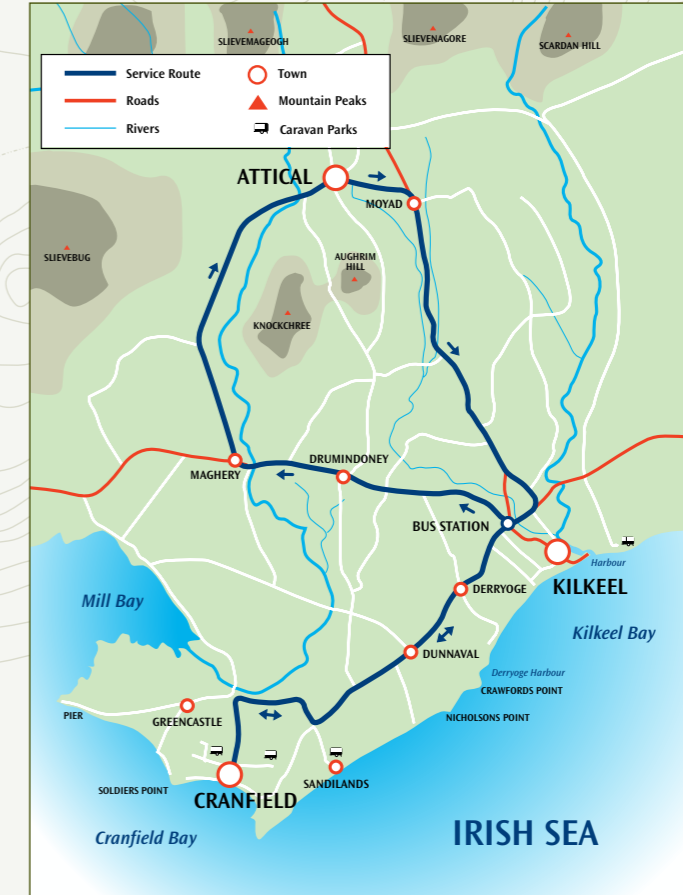 SLIEVEMAGEOGH
SLIEVENAGORE
SCARDAN HILL
Service Route
Town
Roads
Mountain Peaks
Rivers
Caravan Parks
ATTICAL
MOYAD
SLIEVEBUG
AUGHRIM
HILL
KNOCKCHREE
DRUMINDONEY
MAGHERY
BUS STATION
Harbour
KILKEEL
DERRYOGE
Mill Bay
Kilkeel Bay
DUNNAVAL
Derryoge Harbour
CRAWFORDS POINT
PIER
GREENCASTLE
NICHOLSONS POINT
SOLDIERS POINT
SANDILANDS
CRANFIELD
Cranfield Bay
IRISH SEA